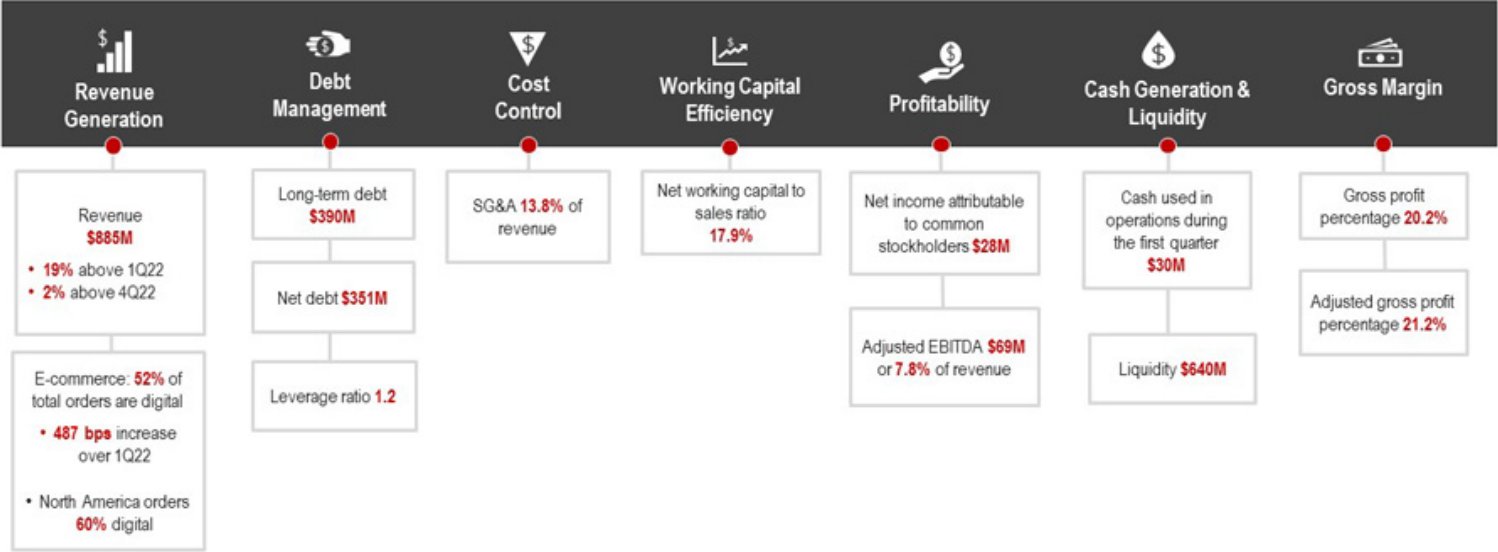 Revenue
Generation
Revenue
$885M
• 19% above 1Q22
• 2% above 4Q22
E-commerce: 52% of
total orders are digital
• 487 bps increase
over 1Q22
• North America orders
60% digital
Debt
Management
Long-term debt
$390M
Net debt $351M
Leverage ratio 1.2
Cost
Control
SG&A 13.8% of
revenue
Working Capital
Efficiency
Net working capital to
sales ratio
17.9%
Profitability
Net income attributable
to common
stockholders $28M
Adjusted EBITDA $69M
or 7.8% of revenue
Cash Generation &
Liquidity
Cash used in
operations during
the first quarter
$30M
Liquidity $640M
Gross Margin
Gross profit
percentage 20.2%
Adjusted gross profit
percentage 21.2%